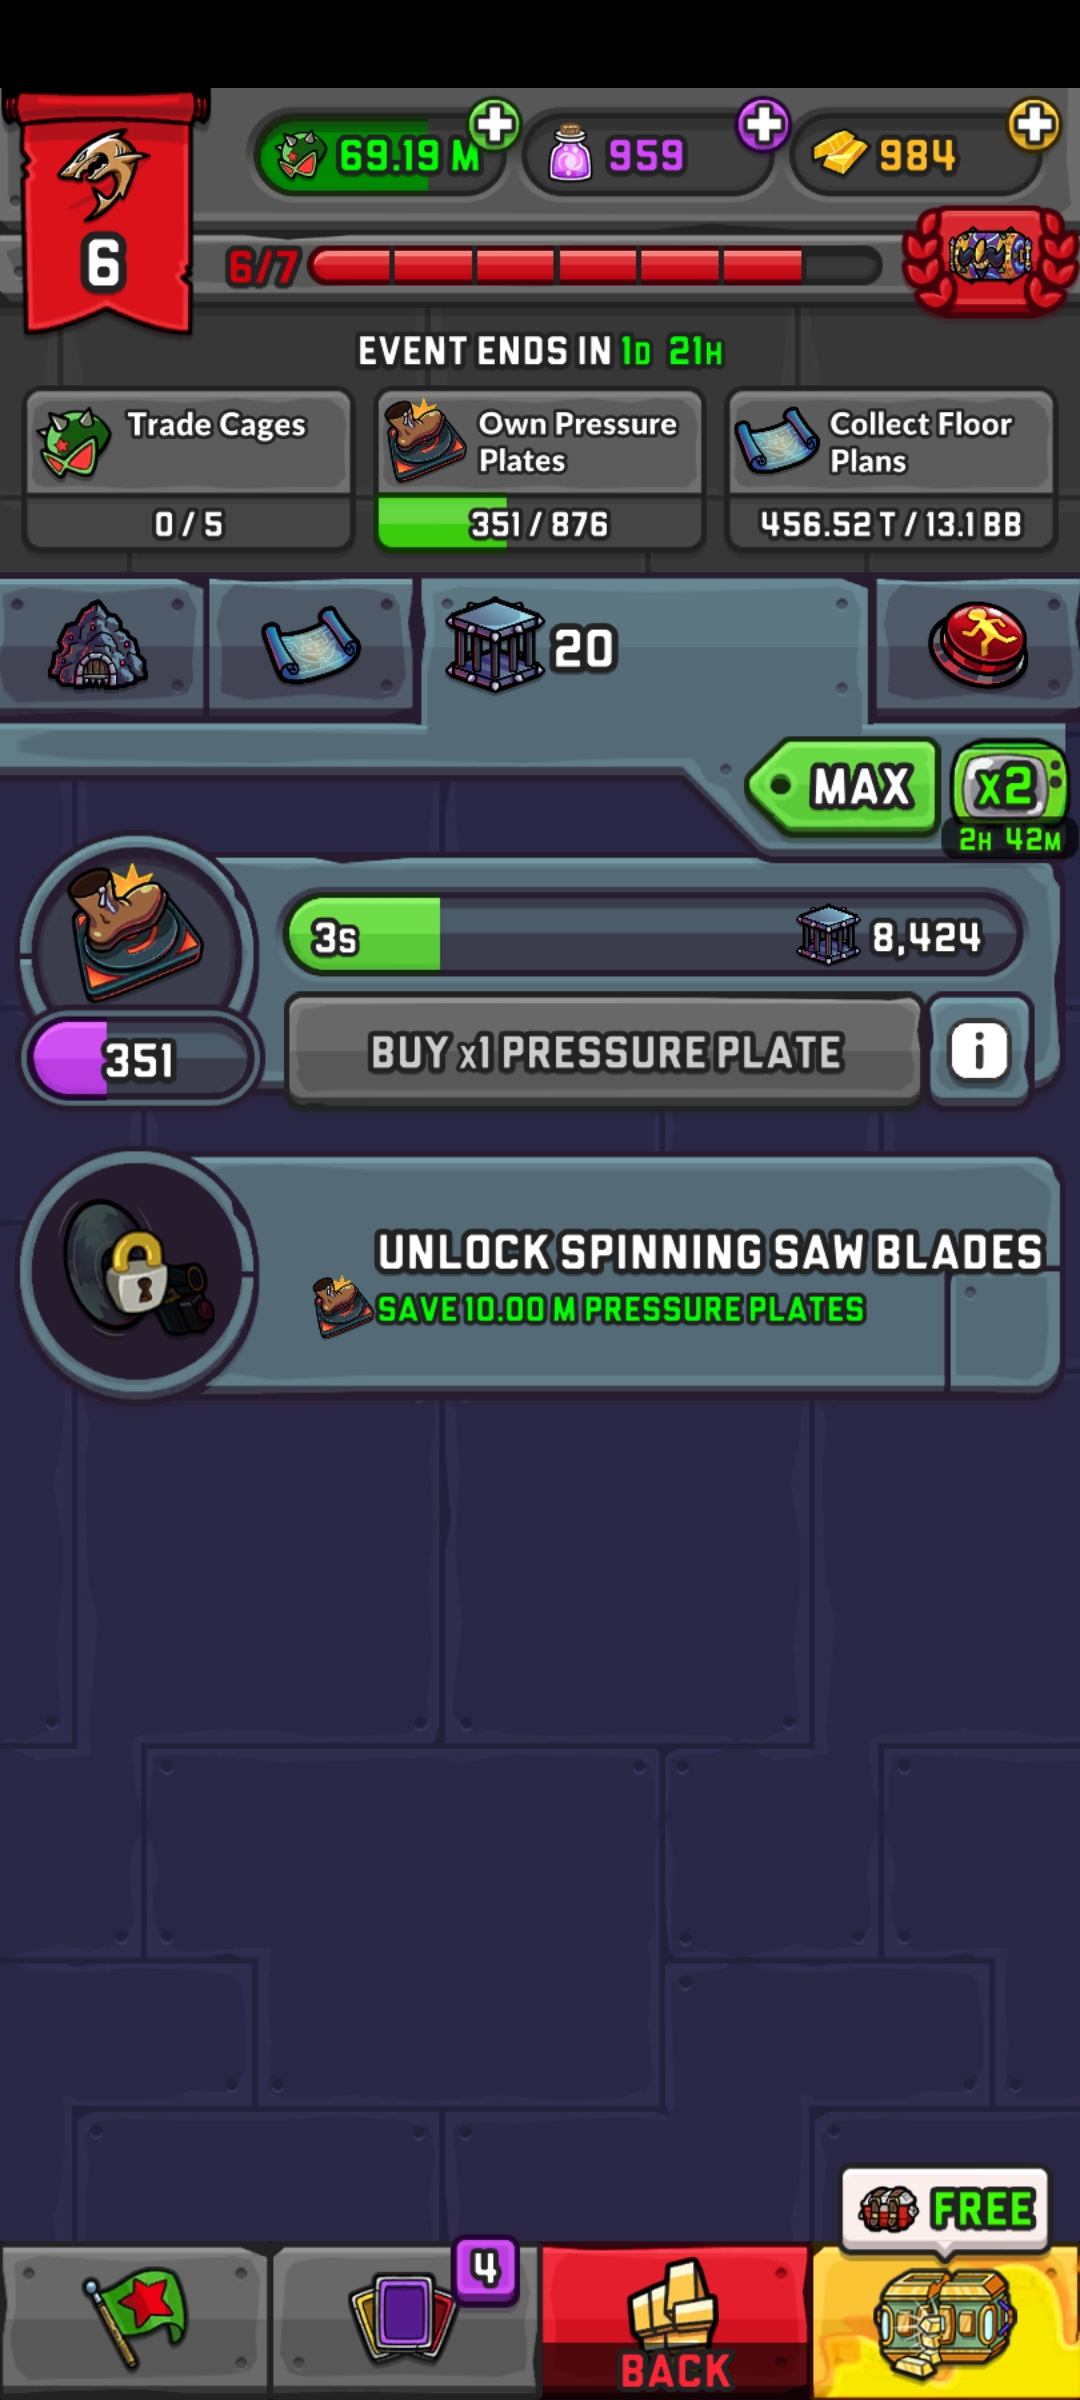 69.19 M
959
984
6
6/7
EVENT ENDS IN 1D 21H
Trade Cages
0 / 5
Own Pressure
Plates
351 / 876
Collect Floor
Plans
456.52 T / 13.1 BB
20
MAX
x2
2H 42M
3s
8,424
351
BUY x1 PRESSURE PLATE
i
UNLOCK SPINNING SAW BLADES
SAVE 10.00 M PRESSURE PLATES
FREE
4
BACK